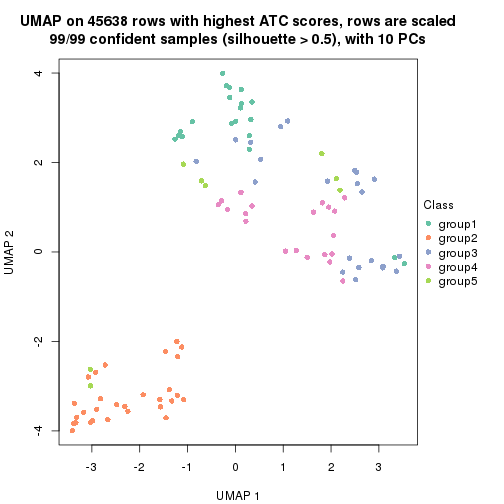 UMAP on 45638 rows with highest ATC scores, rows are scaled
99/99 confident samples (silhouette > 0.5), with 10 PCs
4
2
0
-2
-4
UMAP 2
-3
-2
-1
0
1
2
3
UMAP 1
Class
group1
group2
group3
group4
group5